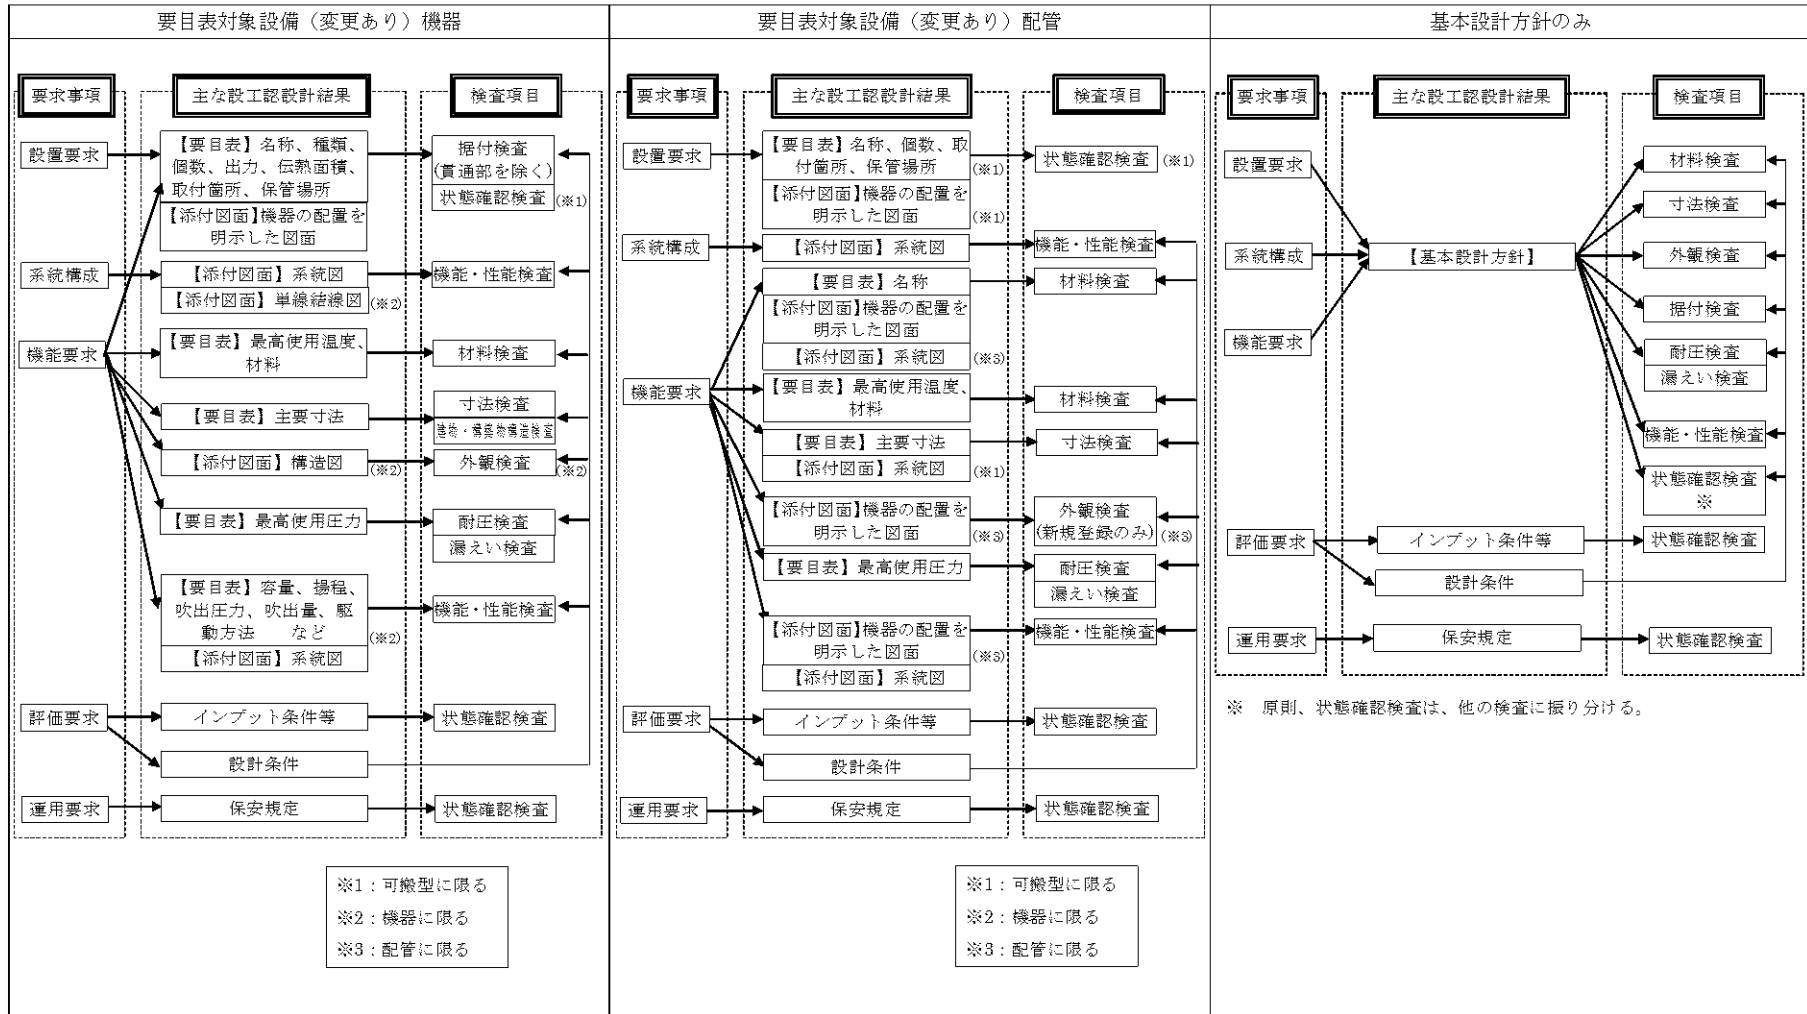 要目表対象設備（変更あり）機器
要求事項
主な設工認設計結果
検査項目
設置要求
【要目表】名称、種類、
個数、出力、伝熱面積、
取付箇所、保管場所
【添付図面】機器の配置を
明示した図面
据付検査
(貫通部を除く)
状態確認検査
(※1)
系統構成
【添付図面】系統図
【添付図面】単線結線図
(※2)
機能・性能検査
機能要求
【要目表】最高使用温度、
材料
材料検査
【要目表】主要寸法
寸法検査
建物・構築物構造検査
【添付図面】構造図
(※2)
外観検査
(※2)
【要目表】最高使用圧力
耐圧検査
漏えい検査
【要目表】容量、揚程、
吹出圧力、吹出量、駆
動方法　など
(※2)
【添付図面】系統図
機能・性能検査
評価要求
インプット条件等
状態確認検査
設計条件
運用要求
保安規定
状態確認検査
※1：可搬型に限る
※2：機器に限る
※3：配管に限る
要目表対象設備（変更あり）配管
要求事項
主な設工認設計結果
検査項目
設置要求
【要目表】名称、個数、取
付箇所、保管場所
(※1)
【添付図面】機器の配置を
明示した図面
(※1)
状態確認検査
(※1)
系統構成
【添付図面】系統図
機能・性能検査
機能要求
【要目表】名称
【添付図面】機器の配置を
明示した図面
【添付図面】系統図
(※3)
材料検査
【要目表】最高使用温度、
材料
材料検査
【要目表】主要寸法
【添付図面】系統図
(※1)
寸法検査
【添付図面】機器の配置を
明示した図面
(※3)
外観検査
(新規登録のみ)
(※3)
【要目表】最高使用圧力
耐圧検査
漏えい検査
【添付図面】機器の配置を
明示した図面
(※3)
【添付図面】系統図
機能・性能検査
評価要求
インプット条件等
状態確認検査
設計条件
運用要求
保安規定
状態確認検査
※1：可搬型に限る
※2：機器に限る
※3：配管に限る
基本設計方針のみ
要求事項
主な設工認設計結果
検査項目
設置要求
系統構成
機能要求
【基本設計方針】
材料検査
寸法検査
外観検査
据付検査
耐圧検査
漏えい検査
機能・性能検査
状態確認検査
※
評価要求
インプット条件等
状態確認検査
設計条件
運用要求
保安規定
状態確認検査
※　原則、状態確認検査は、他の検査に振り分ける。